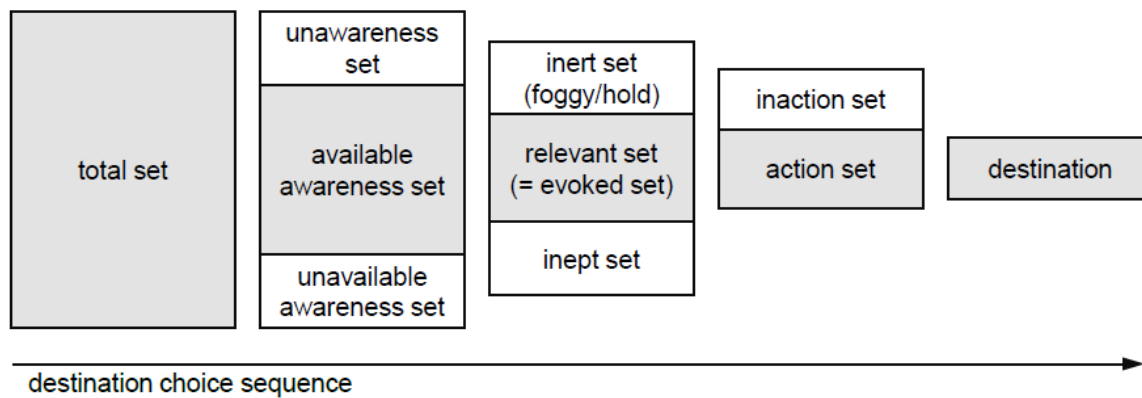 total set
unawareness
set
available
awareness set
unavailable
awareness set
inert set
(foggy/hold)
relevant set
(= evoked set)
inept set
inaction set
action set
destination
destination choice sequence